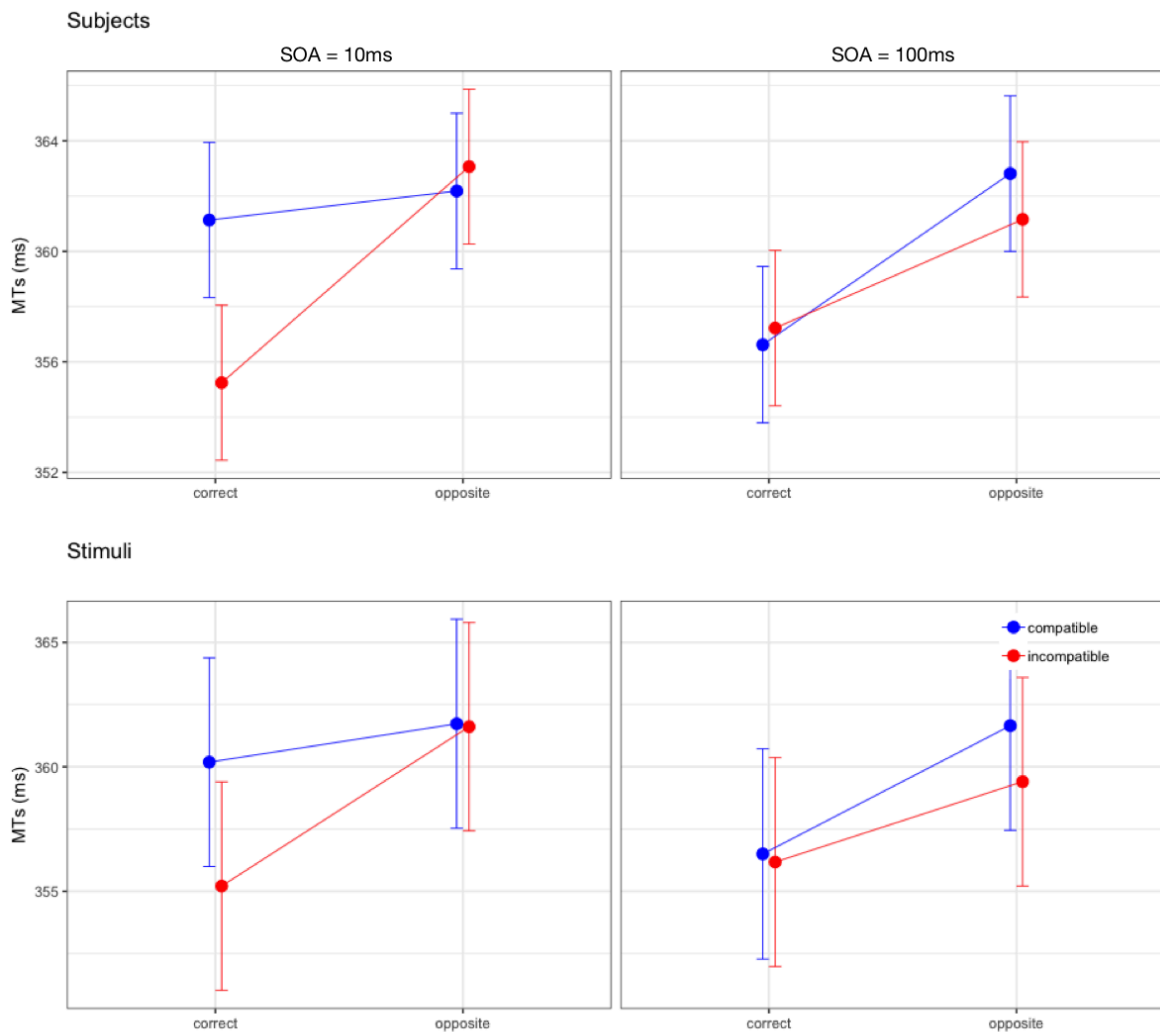 Subjects
SOA = 10ms
SOA = 100ms
MTs (ms)
364
360
356
352
correct
opposite
correct
opposite
Stimuli
MTs (ms)
365
360
355
compatible
incompatible
correct
opposite
correct
opposite